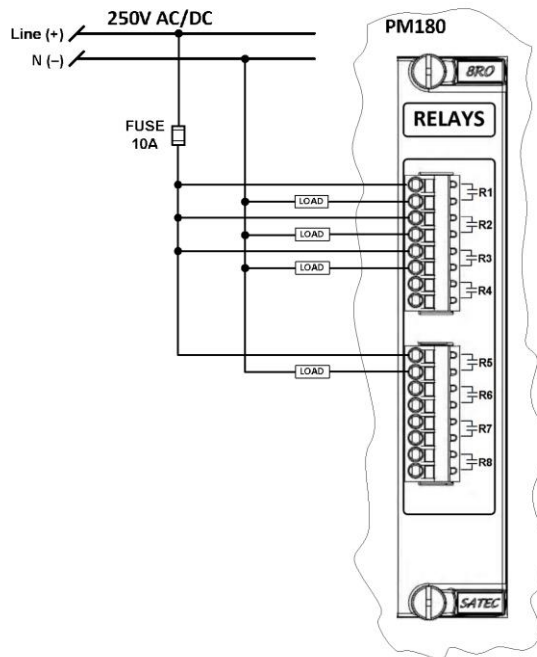 250V AC/DC
Line (+)
N (–)
PM180
8RO
FUSE
10A
RELAYS
R1
LOAD
R2
LOAD
R3
LOAD
R4
R5
LOAD
R6
R7
R8
SATEC